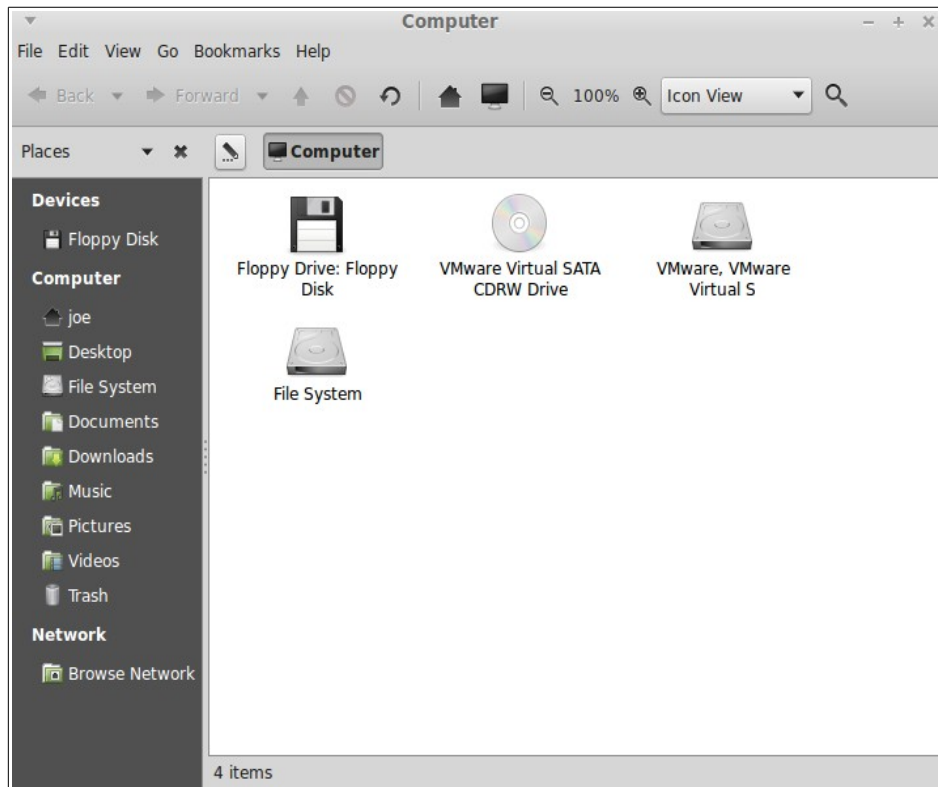 Computer
File Edit View Go Bookmarks Help
Back Forward 100% Icon View
Places Computer
Devices
Floppy Disk
Computer
joe
Desktop
File System
Documents
Downloads
Music
Pictures
Videos
Trash
Network
Browse Network
Floppy Drive: Floppy
Disk
VMware Virtual SATA
CDRW Drive
VMware, VMware
Virtual S
File System
4 items